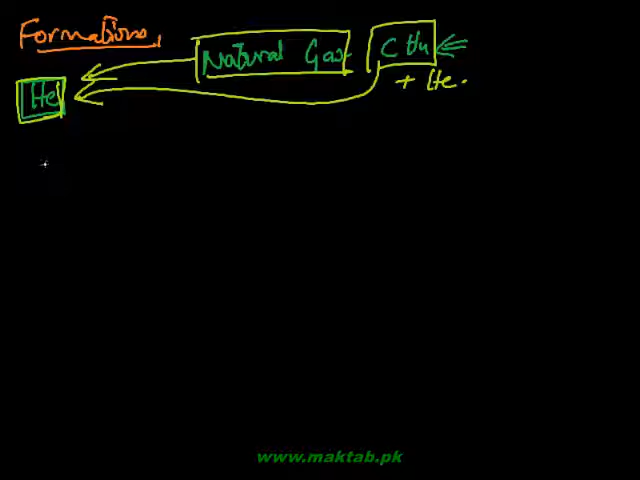 Formations,
Natural Gas CH4
He + He.
www.maktab.pk